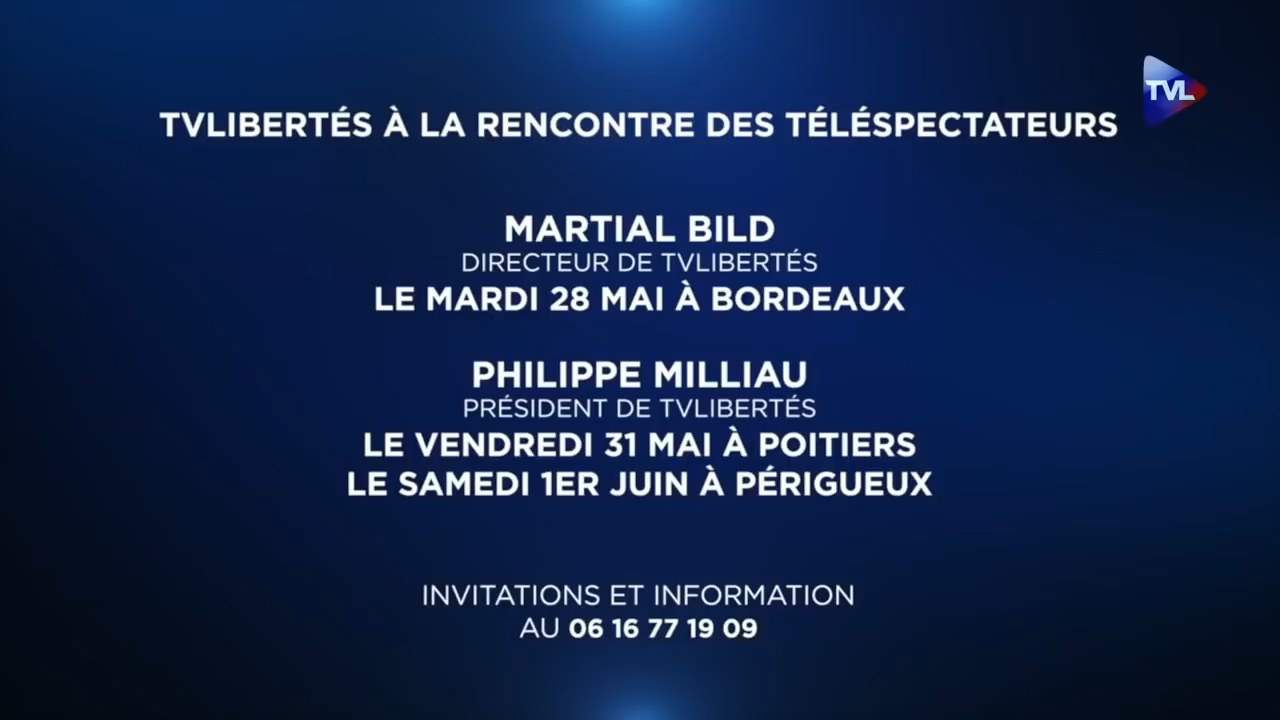 TVL
TVLIBERTÉS À LA RENCONTRE DES TÉLÉSPECTATEURS
MARTIAL BILD
DIRECTEUR DE TVLIBERTÉS
LE MARDI 28 MAI À BORDEAUX
PHILIPPE MILLIAU
PRÉSIDENT DE TVLIBERTÉS
LE VENDREDI 31 MAI À POITIERS
LE SAMEDI 1ER JUIN À PÉRIGUEUX
INVITATIONS ET INFORMATION
AU 06 16 77 19 09